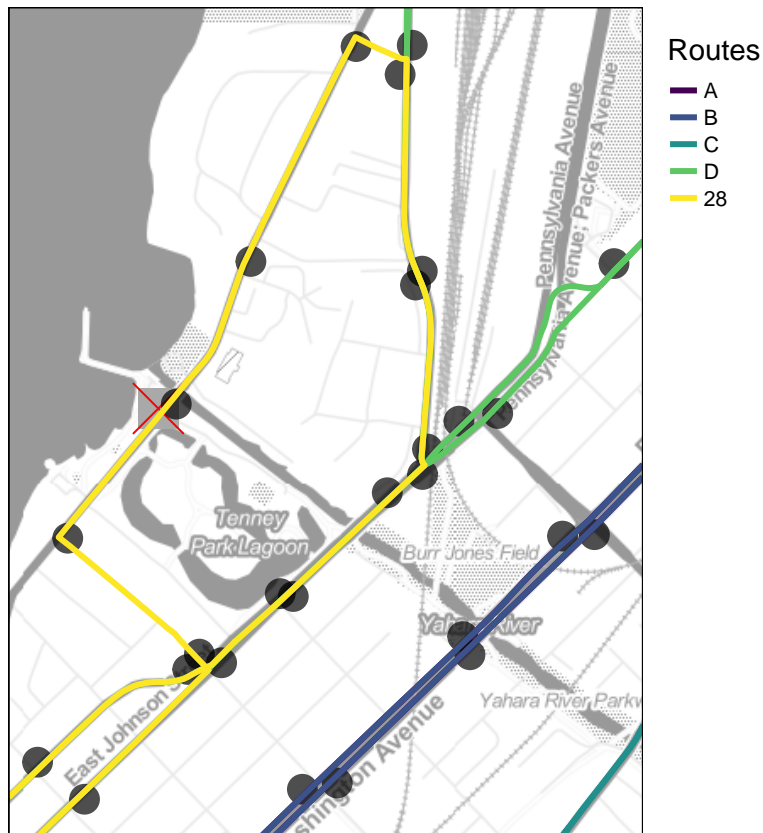 Routes
A
B
C
D
28
Pennsylvania Avenue
Pennsylvania Avenue; Packers Avenue
Tenney
Park Lagoon
Burr Jones Field
Yahara River
Yahara River Parkw
East Johnson S
shington Avenue